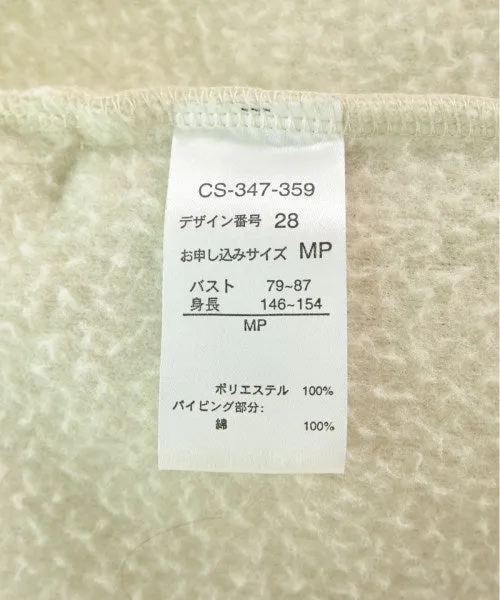 CS-347-359
デザイン番号 28
お申し込みサイズ MP
バスト 79~87
身長 146~154
MP
ポリエステル 100%
パイピング部分:
綿 100%